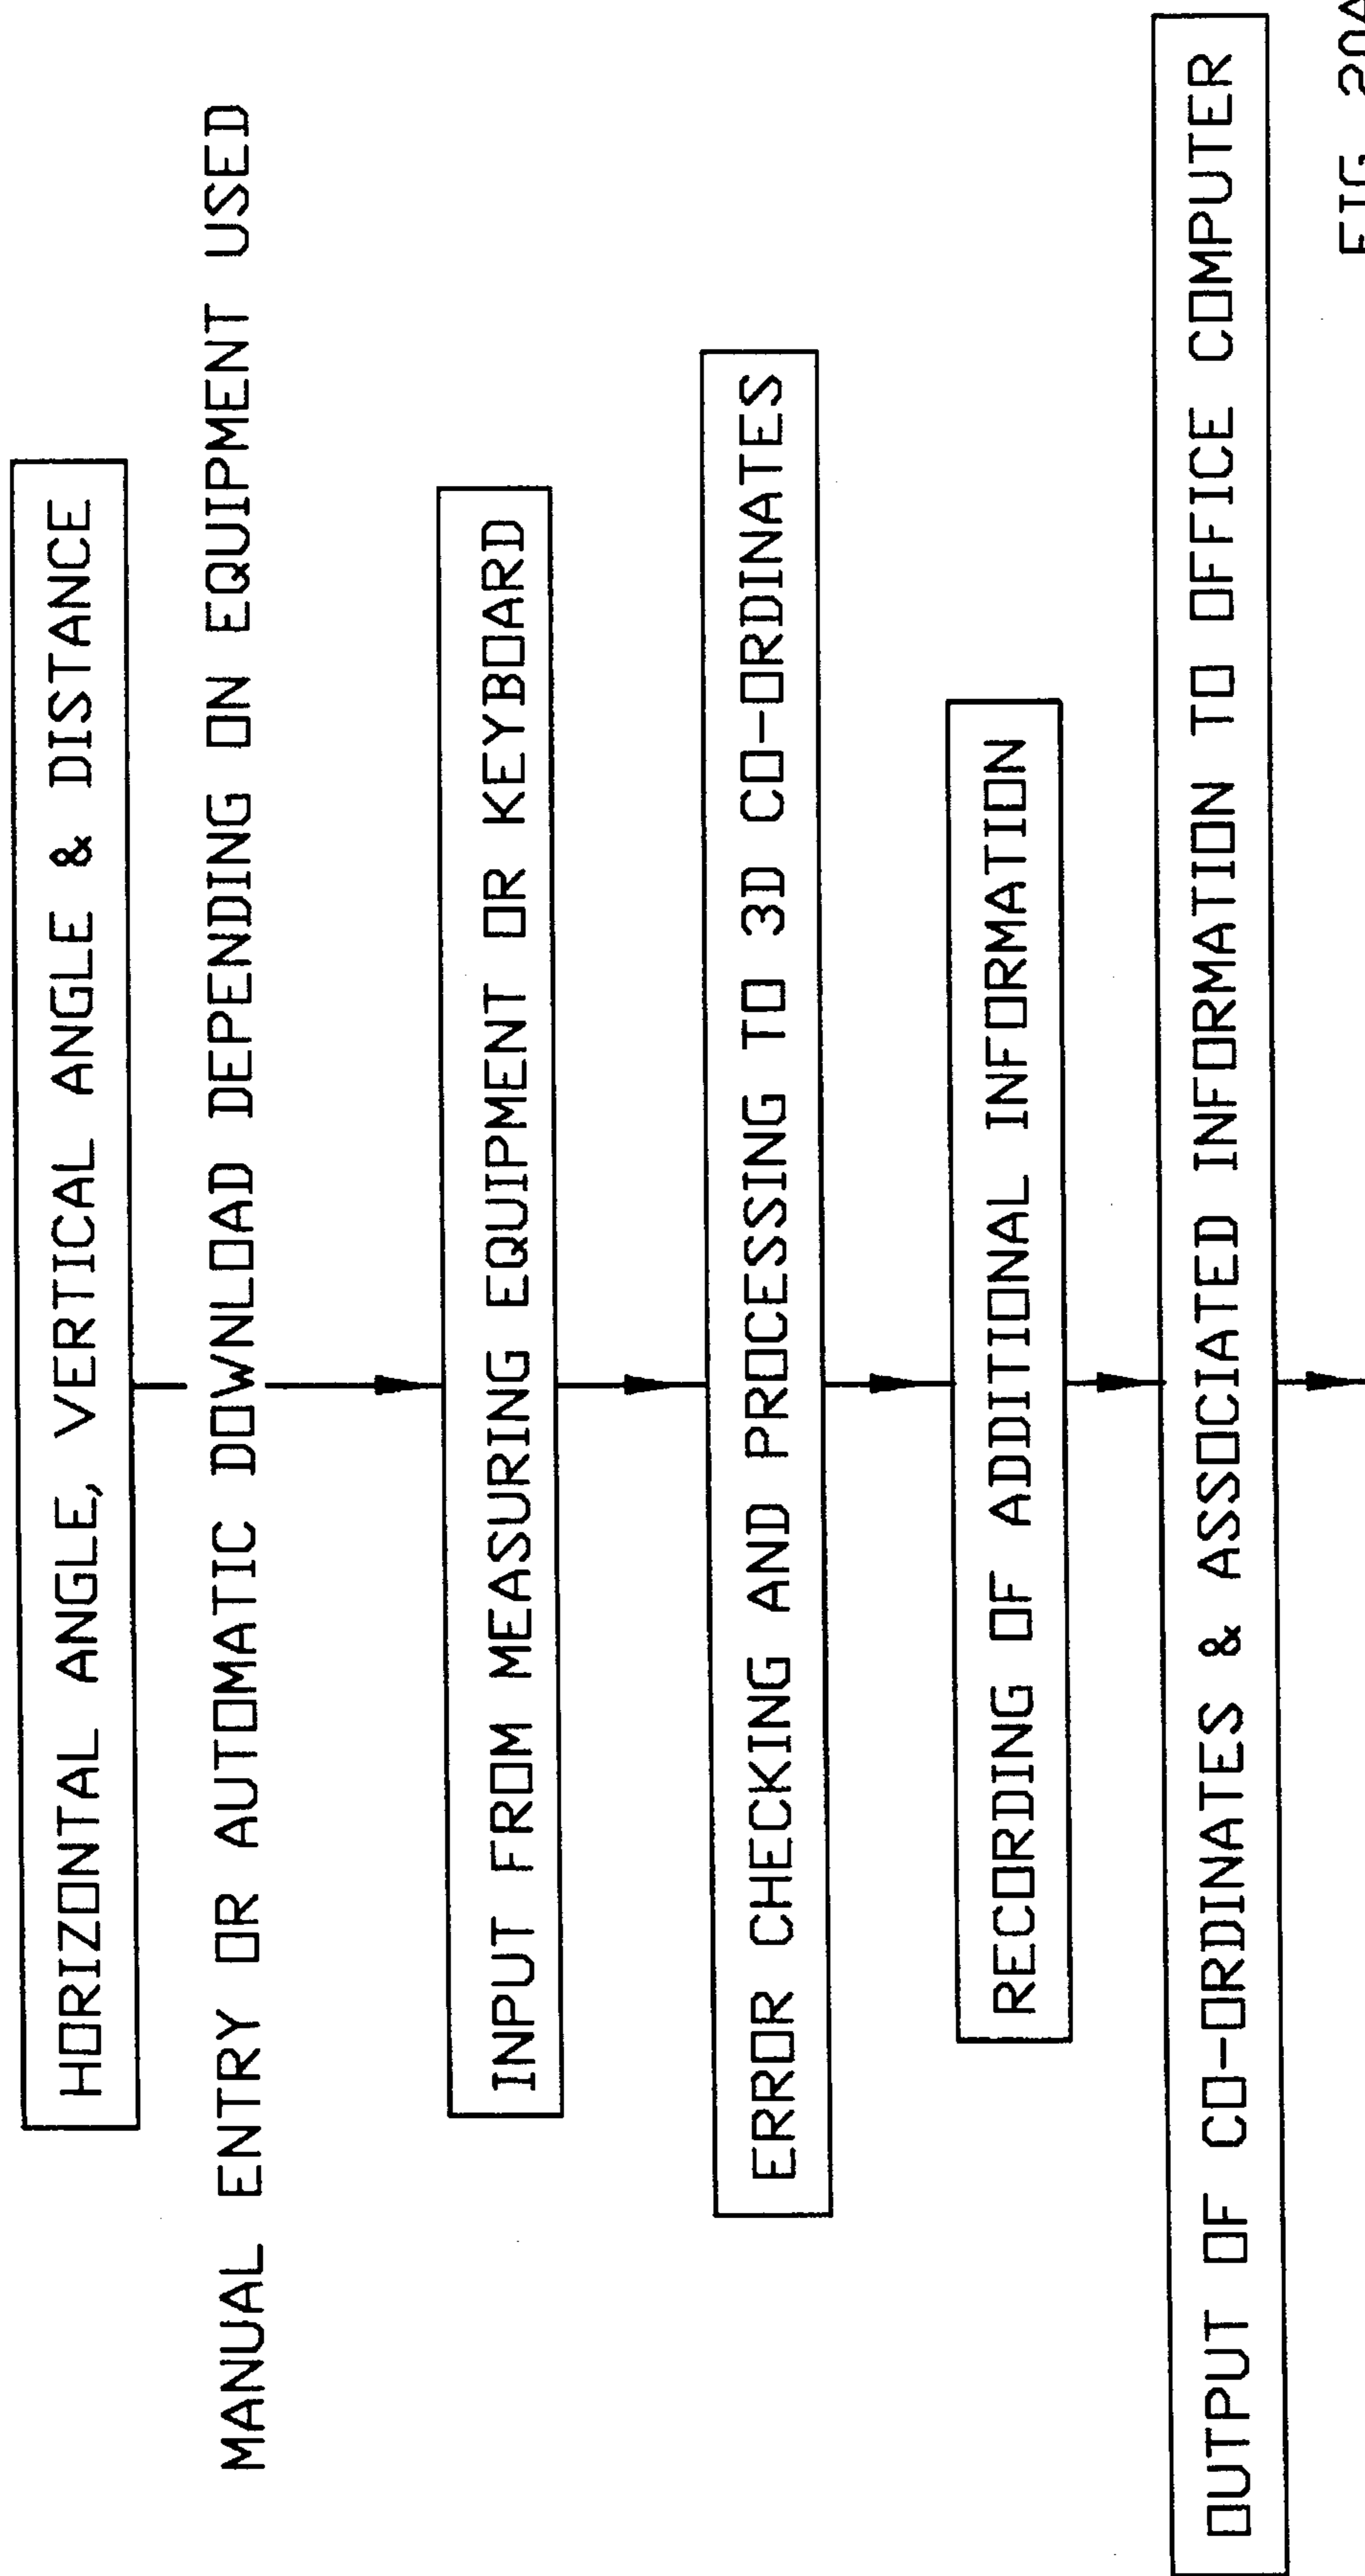 HORIZONTAL ANGLE, VERTICAL ANGLE & DISTANCE
MANUAL ENTRY OR AUTOMATIC DOWNLOAD DEPENDING ON EQUIPMENT USED
INPUT FROM MEASURING EQUIPMENT OR KEYBOARD
ERROR CHECKING AND PROCESSING TO 3D CO-ORDINATES
RECORDING OF ADDITIONAL INFORMATION
OUTPUT OF CO-ORDINATES & ASSOCIATED INFORMATION TO OFFICE COMPUTER
FIG 20A